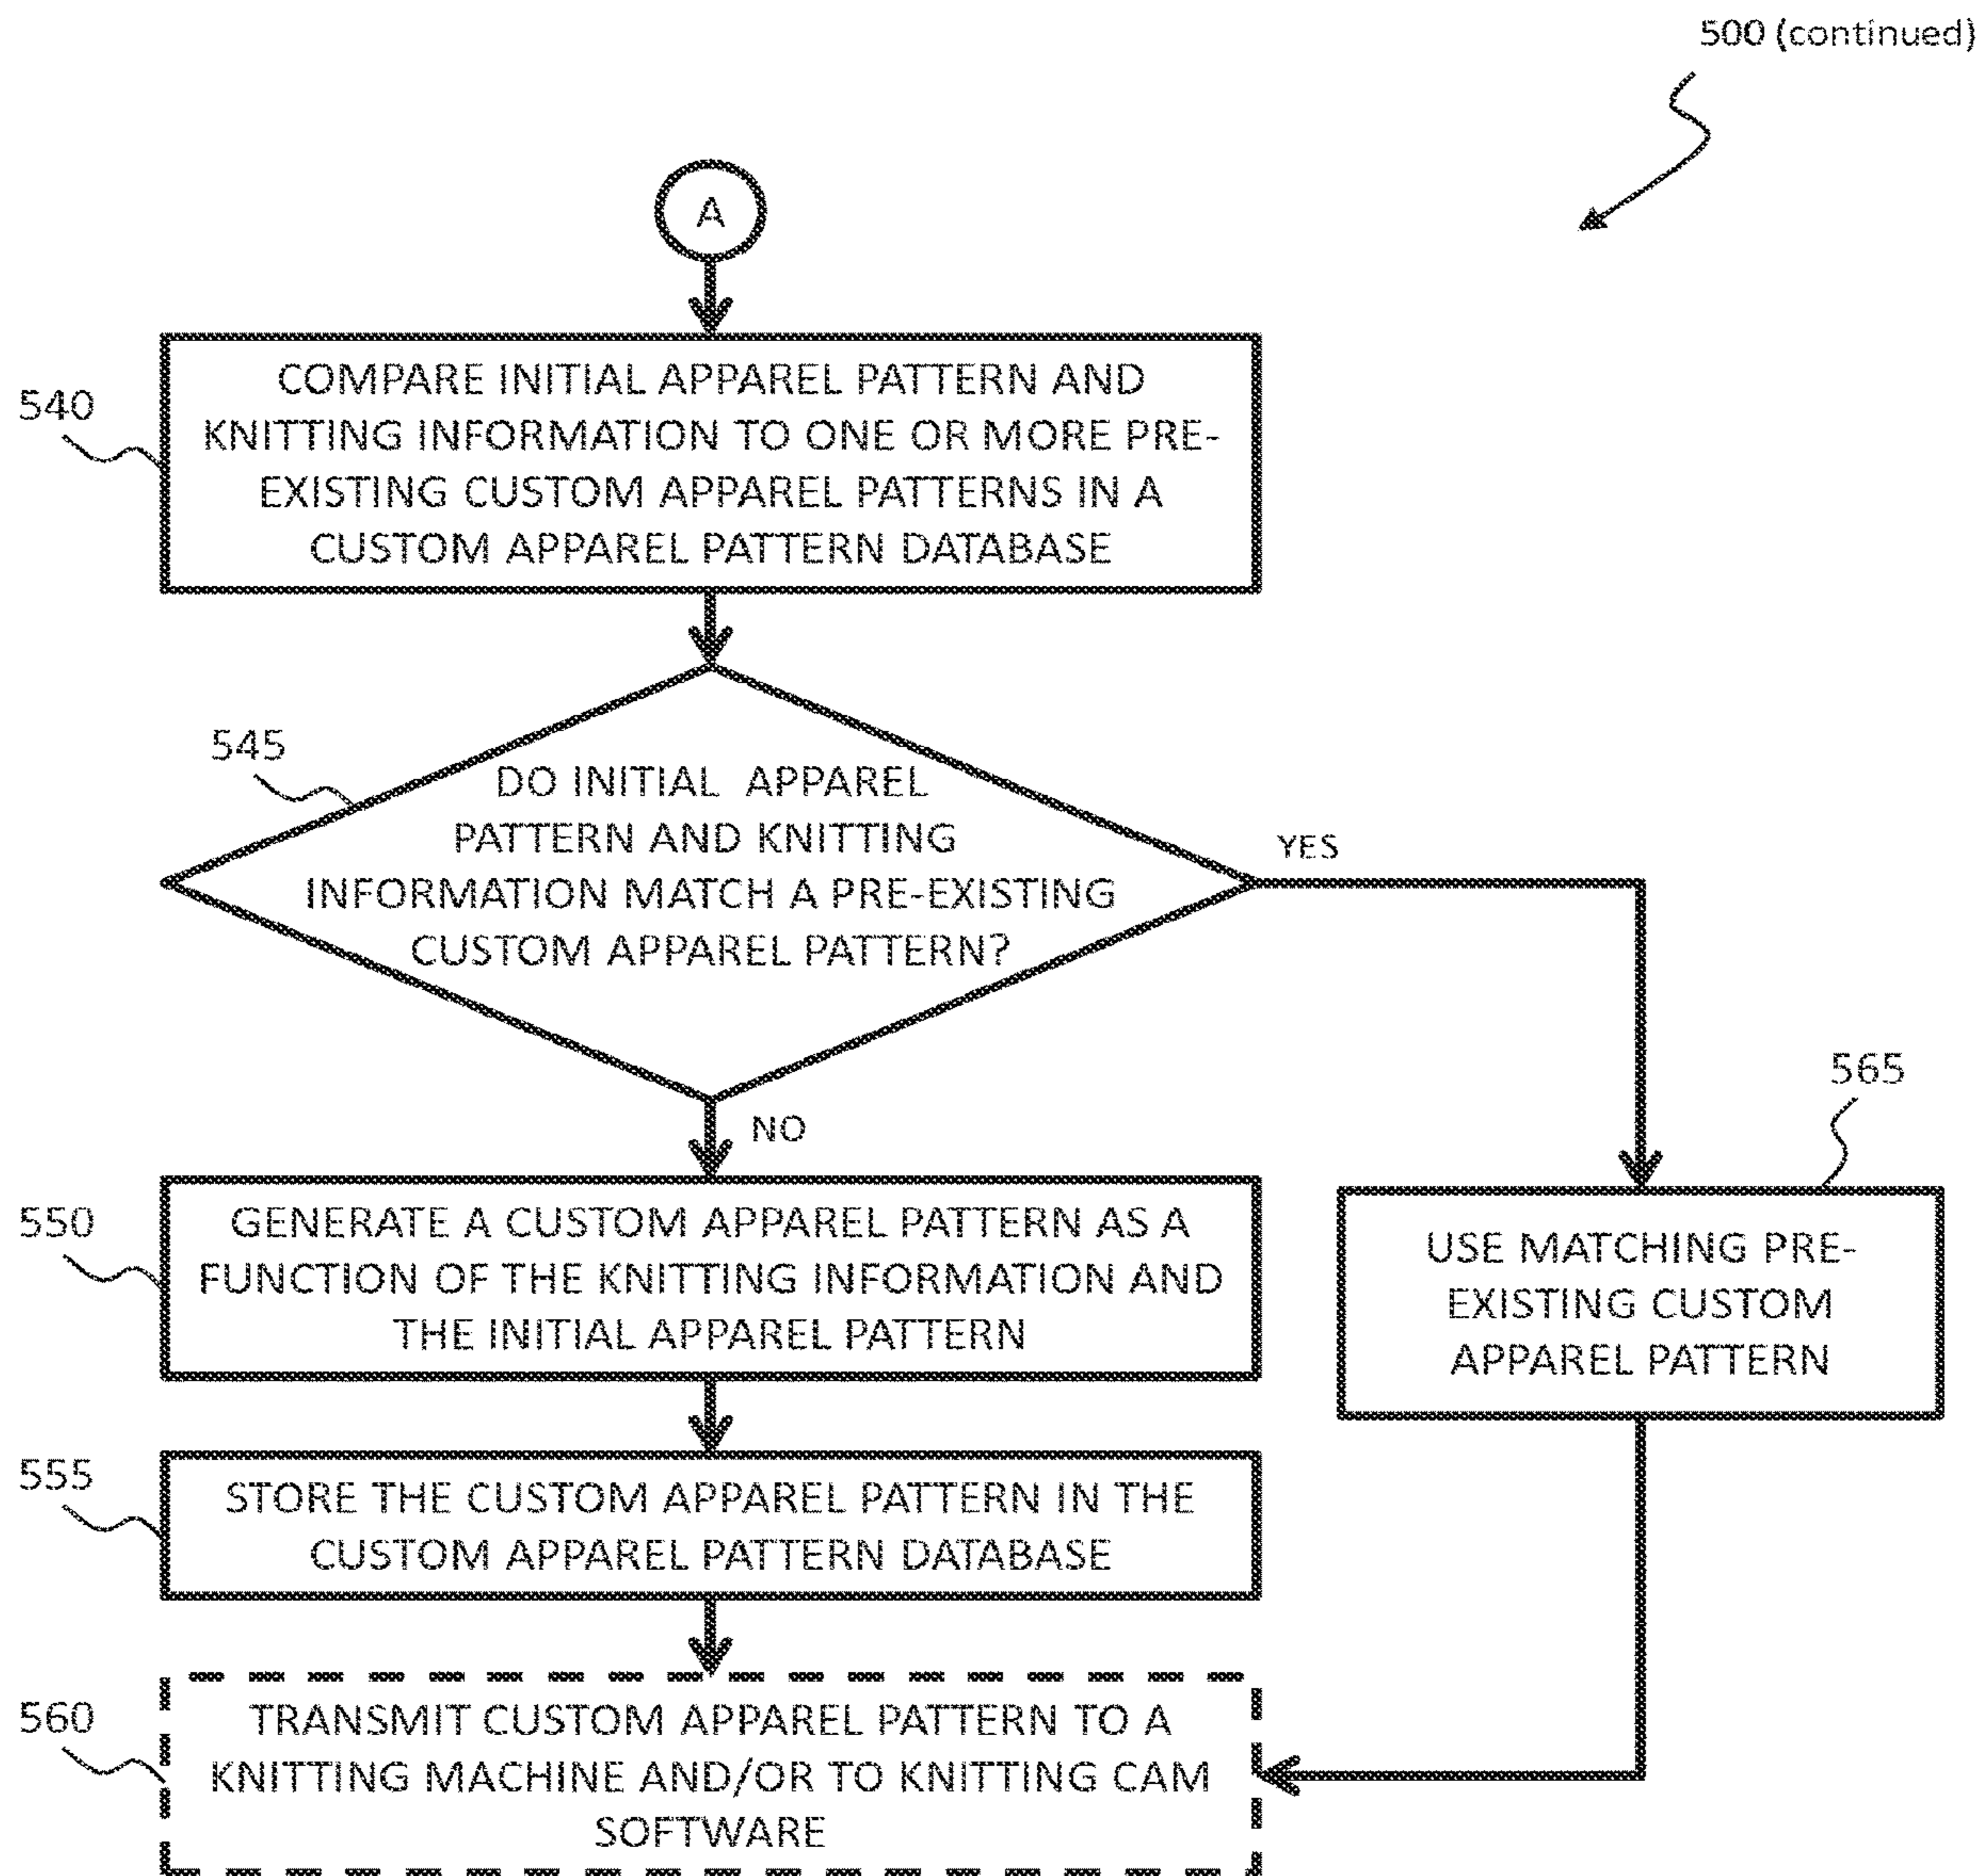 500 (continued)
A
540
COMPARE INITIAL APPAREL PATTERN AND
KNITTING INFORMATION TO ONE OR MORE PRE-
EXISTING CUSTOM APPAREL PATTERNS IN A
CUSTOM APPAREL PATTERN DATABASE
545
DO INITIAL APPAREL
PATTERN AND KNITTING
INFORMATION MATCH A PRE-EXISTING
CUSTOM APPAREL PATTERN?
YES
NO
565
550
GENERATE A CUSTOM APPAREL PATTERN AS A
FUNCTION OF THE KNITTING INFORMATION AND
THE INITIAL APPAREL PATTERN
USE MATCHING PRE-
EXISTING CUSTOM
APPAREL PATTERN
555
STORE THE CUSTOM APPAREL PATTERN IN THE
CUSTOM APPAREL PATTERN DATABASE
560
TRANSMIT CUSTOM APPAREL PATTERN TO A
KNITTING MACHINE AND/OR TO KNITTING CAM
SOFTWARE